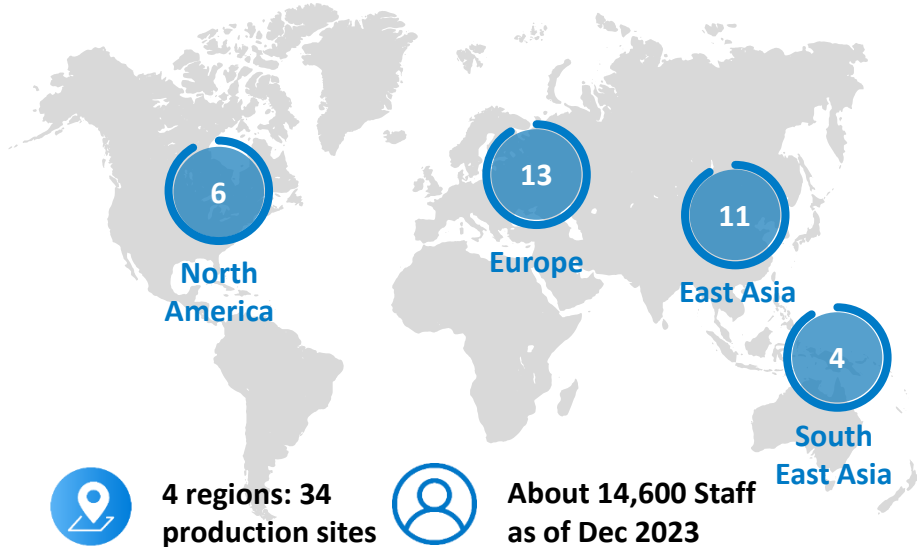 6
North
America
13
Europe
11
East Asia
4
South
East Asia
4 regions: 34
production sites
About 14,600 Staff
as of Dec 2023